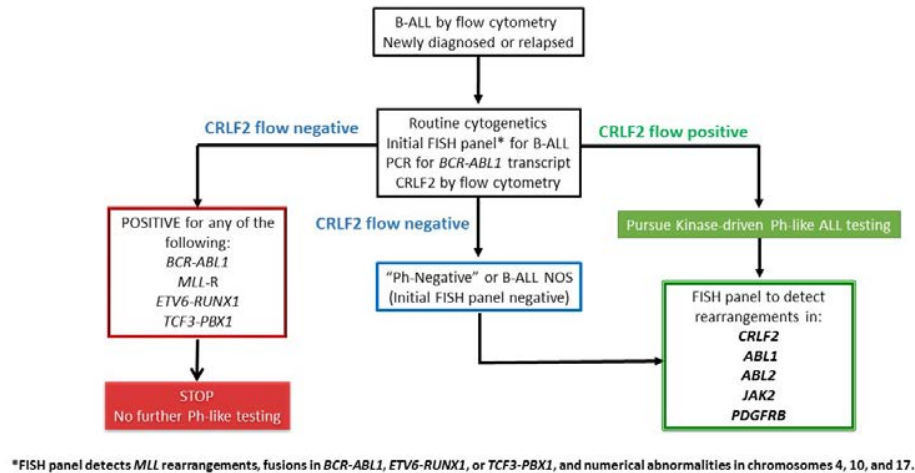 B-ALL by flow cytometry
Newly diagnosed or relapsed
CRLF2 flow negative
Routine cytogenetics
Initial FISH panel* for B-ALL
PCR for BCR-ABL1 transcript
CRLF2 by flow cytometry
CRLF2 flow positive
POSITIVE for any of the
following:
BCR-ABL1
MLL-R
ETV6-RUNX1
TCF3-PBX1
CRLF2 flow negative
Pursue Kinase-driven Ph-like ALL testing
"Ph-Negative" or B-ALL NOS
(Initial FISH panel negative)
FISH panel to detect
rearrangements in:
CRLF2
ABL1
ABL2
JAK2
PDGFRB
STOP
No further Ph-like testing
*FISH panel detects MLL rearrangements, fusions in BCR-ABL1, ETV6-RUNX1, or TCF3-PBX1, and numerical abnormalities in chromosomes 4, 10, and 17.